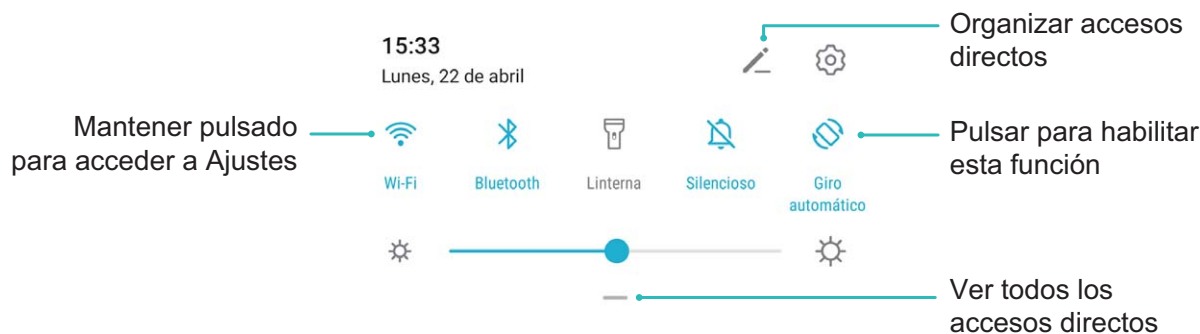 Organizar accesos
directos
15:33
Lunes, 22 de abril
Mantener pulsado
para acceder a Ajustes
Pulsar para habilitar
esta función
Wi-Fi
Bluetooth
Linterna
Silencioso
Giro
automático
Ver todos los
accesos directos